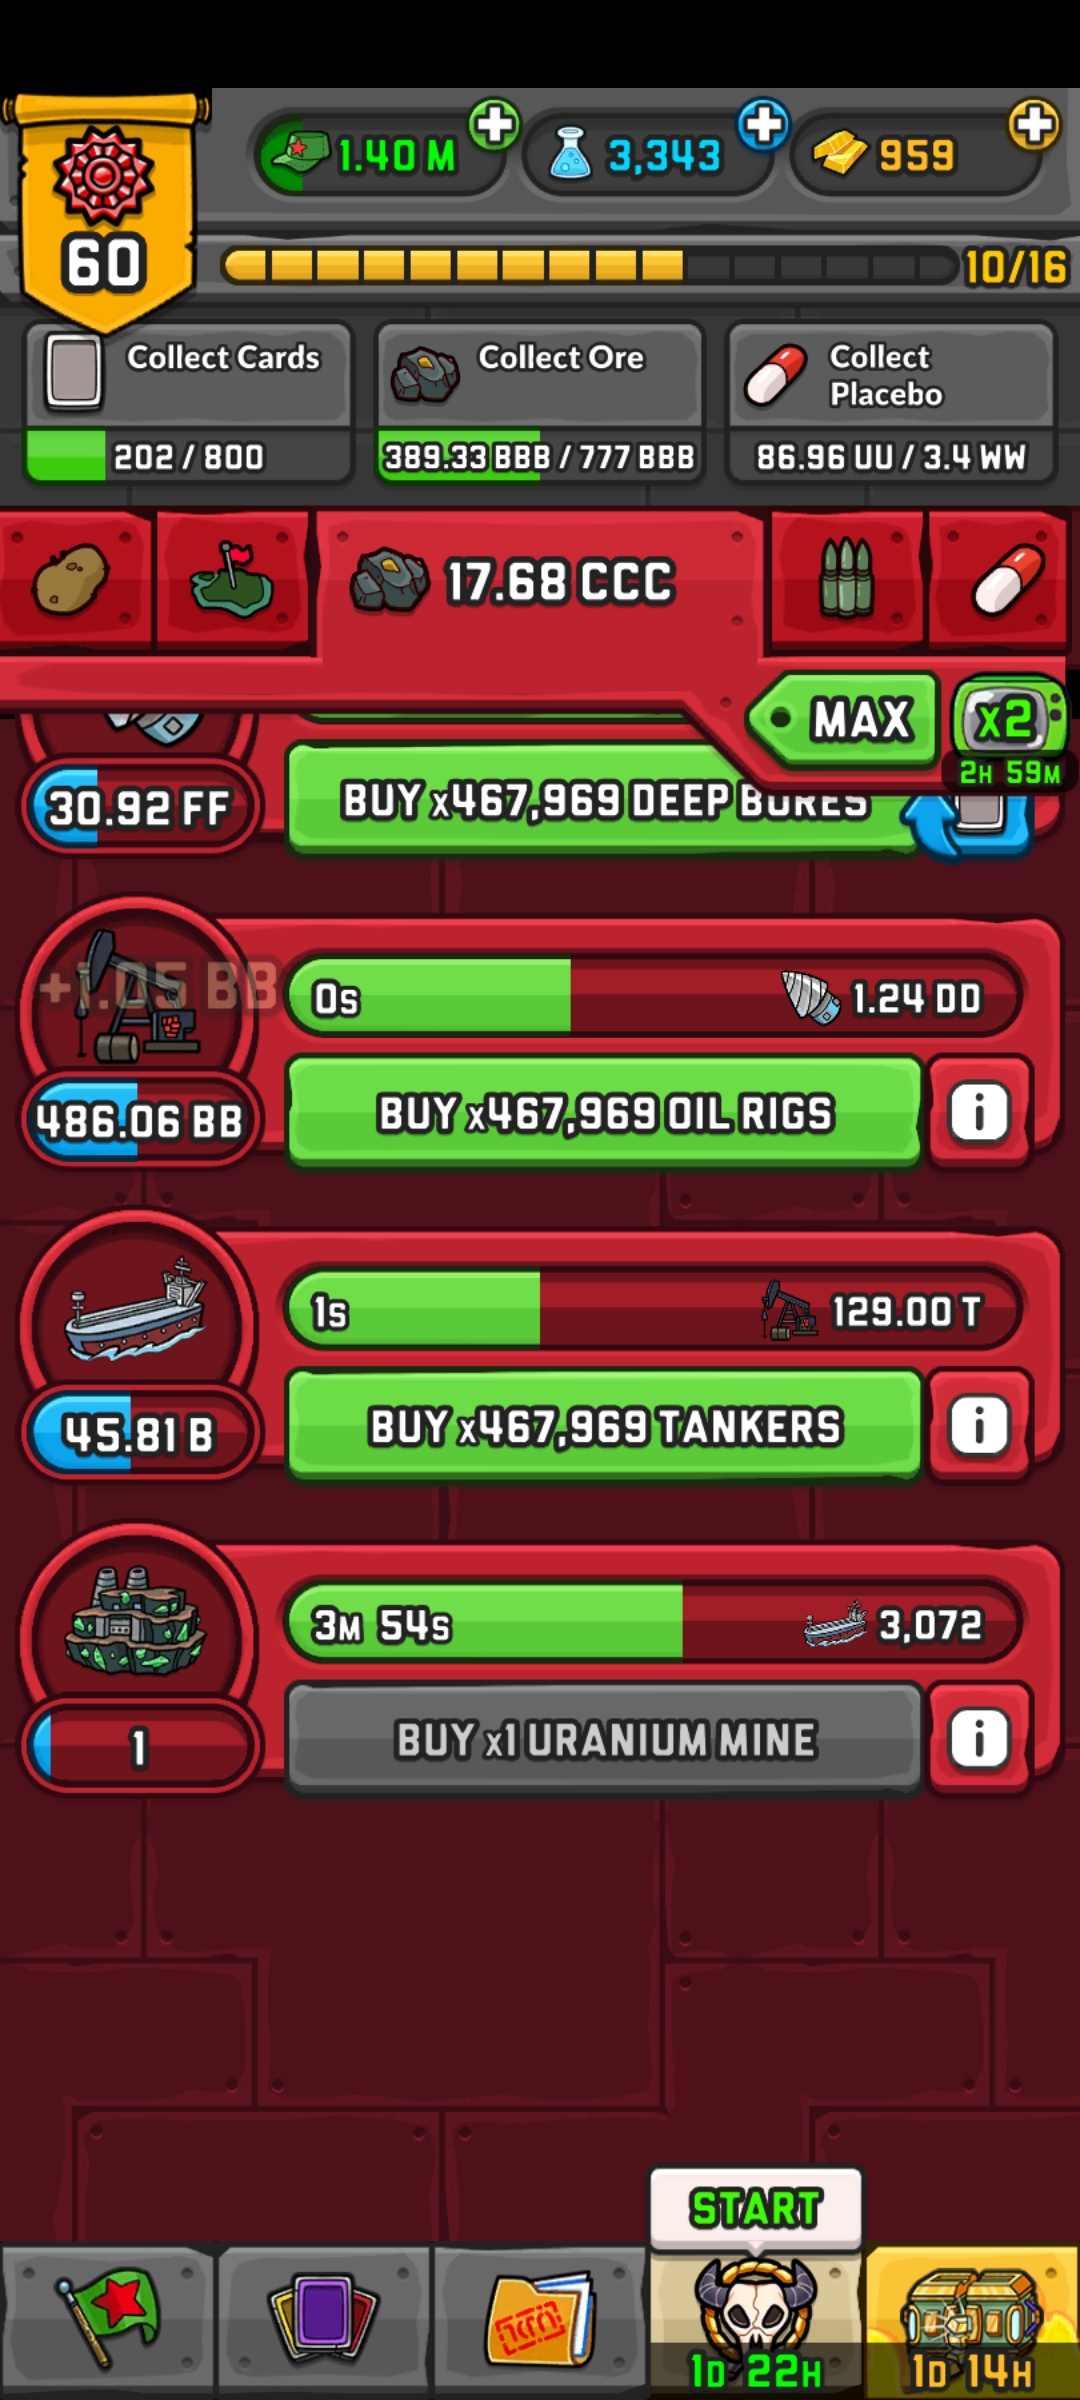 60
1.40 M
3,343
959
10/16
Collect Cards
202 / 800
Collect Ore
389.33 BBB / 777 BBB
Collect
Placebo
86.96 UU / 3.4 WW
17.68 CCC
MAX
x2
2H 59M
30.92 FF
BUY x467,969 DEEP BORES
+1.05 BB
0s
1.24 DD
486.06 BB
BUY x467,969 OIL RIGS
i
1s
129.00 T
45.81 B
BUY x467,969 TANKERS
i
3M 54s
3,072
1
BUY x1 URANIUM MINE
i
START
1D 22H
1D 14H